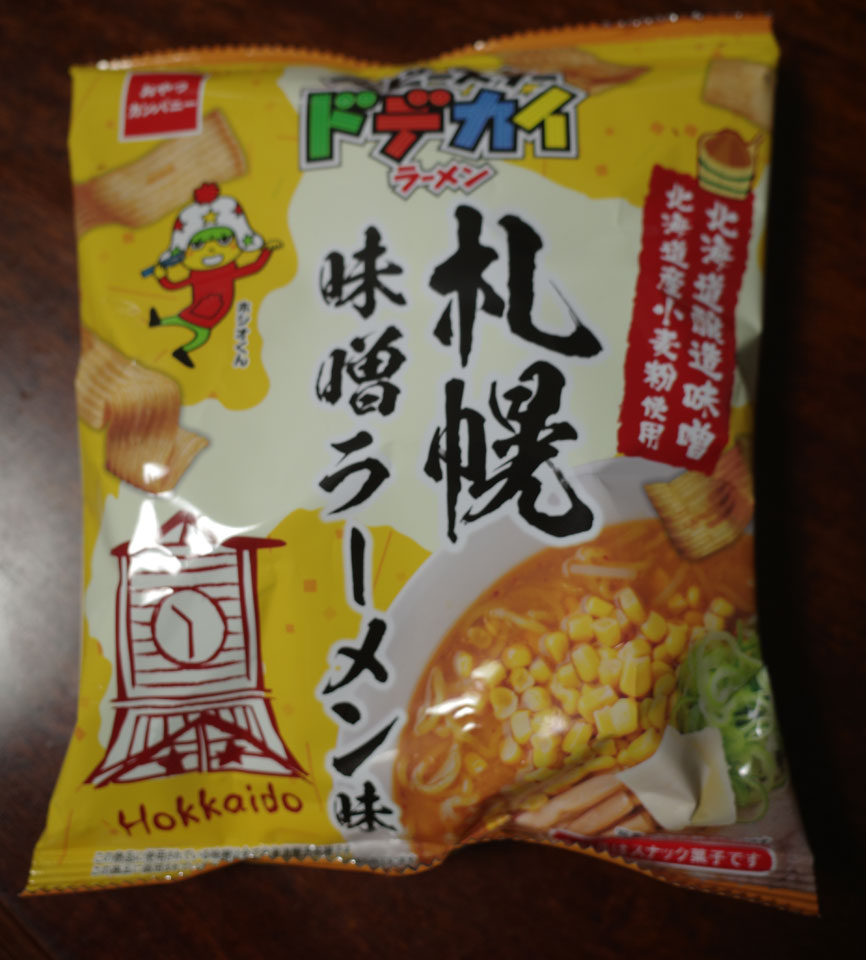 おやつ
カンパニー
ドデカイ
ラーメン
北海道醸造味噌
北海道産小麦粉使用
札幌
味噌ラーメン味
ホシオくん
Hokkaido
スナック菓子です